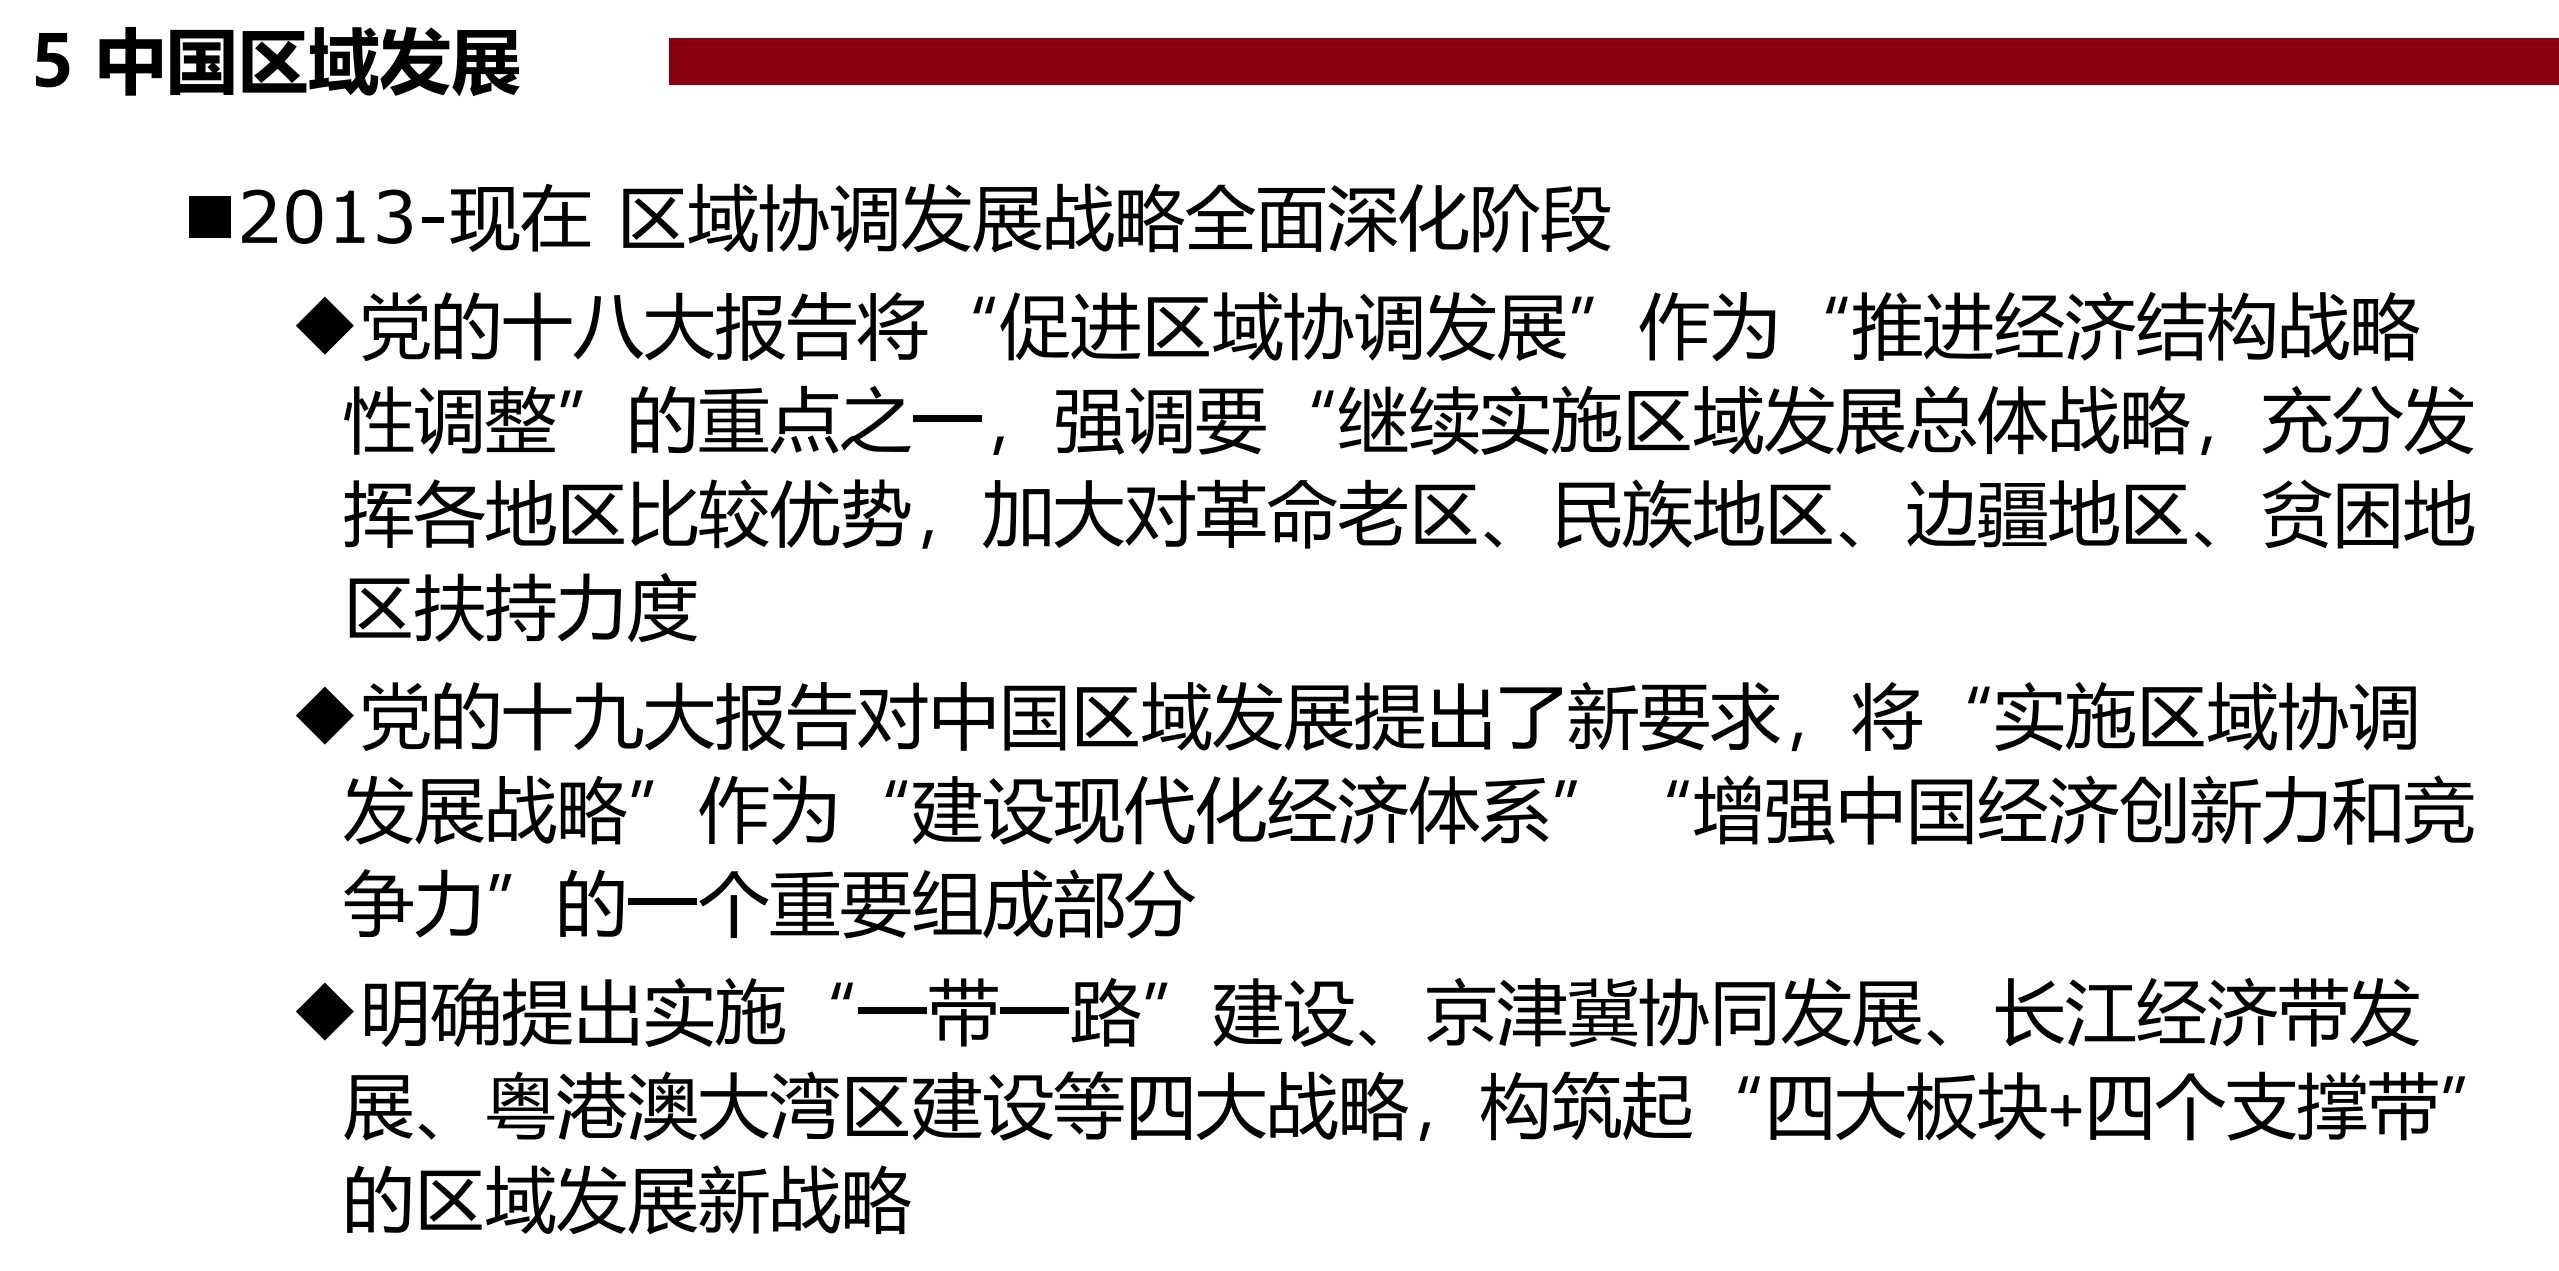 5 中国区域发展
■2013-现在 区域协调发展战略全面深化阶段
◆党的十八大报告将“促进区域协调发展”作为“推进经济结构战略
性调整”的重点之一，强调要“继续实施区域发展总体战略，充分发
挥各地区比较优势，加大对革命老区、民族地区、边疆地区、贫困地
区扶持力度
◆党的十九大报告对中国区域发展提出了新要求，将“实施区域协调
发展战略”作为“建设现代化经济体系”“增强中国经济创新力和竞
争力”的一个重要组成部分
◆明确提出实施“一带一路”建设、京津冀协同发展、长江经济带发
展、粤港澳大湾区建设等四大战略，构筑起“四大板块+四个支撑带”
的区域发展新战略